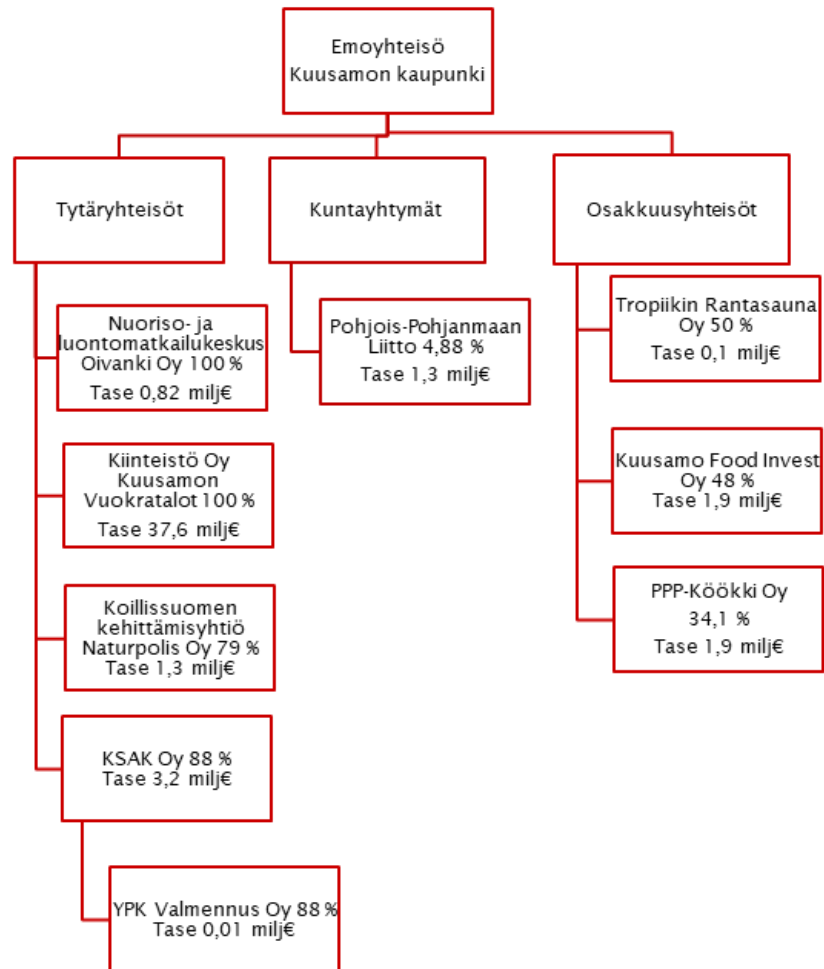 Emoyhteisö
Kuusamon kaupunki
Tytäryhteisöt
Kuntayhtymät
Osakkuusyhteisöt
Nuoriso- ja
luontomatkailukeskus
Oivanki Oy 100 %
Tase 0,82 milj€
Kiinteistö Oy
Kuusamon
Vuokratalot 100 %
Tase 37,6 milj€
Koillissuomen
kehittämisyhtiö
Naturpolis Oy 79 %
Tase 1,3 milj€
KSAK Oy 88 %
Tase 3,2 milj€
YPK Valmennus Oy 88 %
Tase 0,01 milj€
Pohjois-Pohjanmaan
Liitto 4,88 %
Tase 1,3 milj€
Tropiikin Rantasauna
Oy 50 %
Tase 0,1 milj€
Kuusamo Food Invest
Oy 48 %
Tase 1,9 milj€
PPP-Köökki Oy
34,1 %
Tase 1,9 milj€